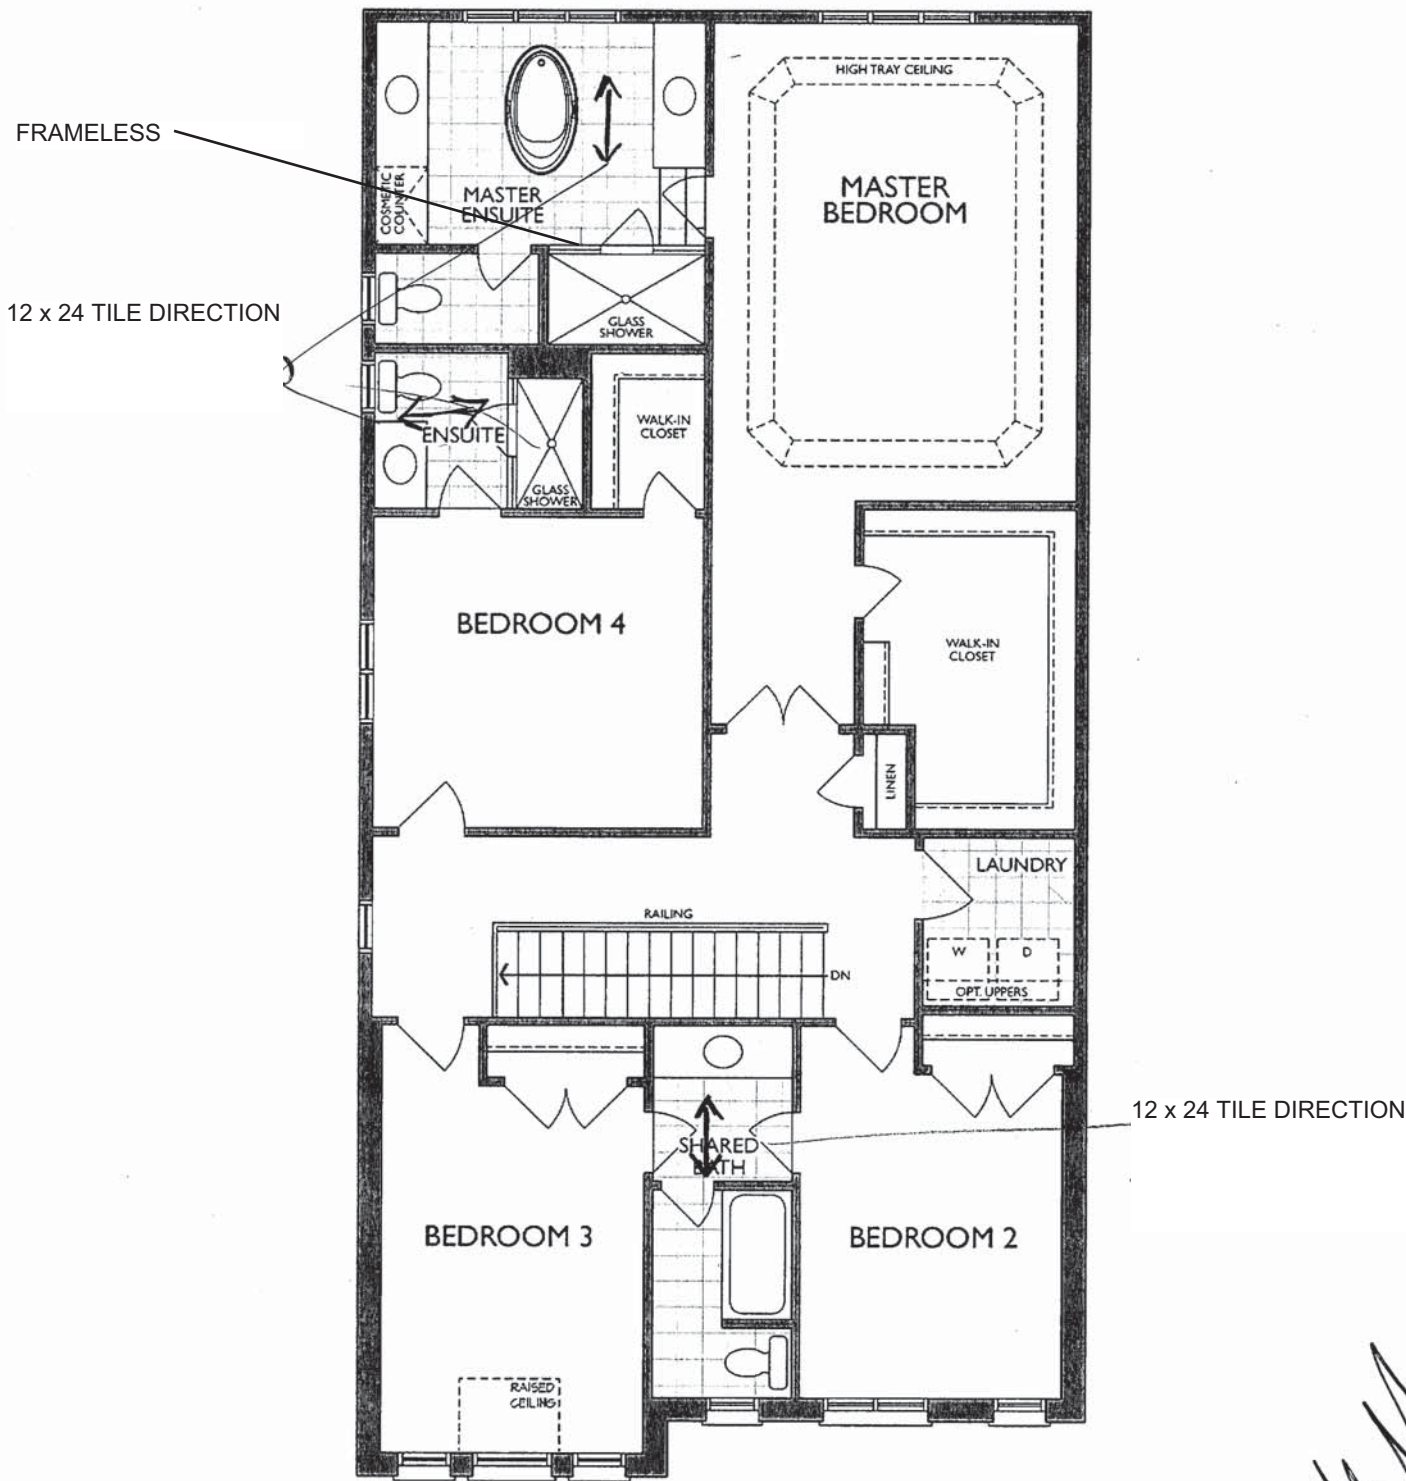 HIGH TRAY CEILING
FRAMELESS
COSMETIC
COUNTER
MASTER
ENSUITE
MASTER
BEDROOM
12 x 24 TILE DIRECTION
GLASS
SHOWER
ENSUITE
WALK-IN
CLOSET
GLASS
SHOWER
BEDROOM 4
WALK-IN
CLOSET
LINEN
LAUNDRY
RAILING
W
D
DN
OPT. UPPERS
12 x 24 TILE DIRECTION
SHARED
BATH
BEDROOM 3
BEDROOM 2
RAISED
CEILING